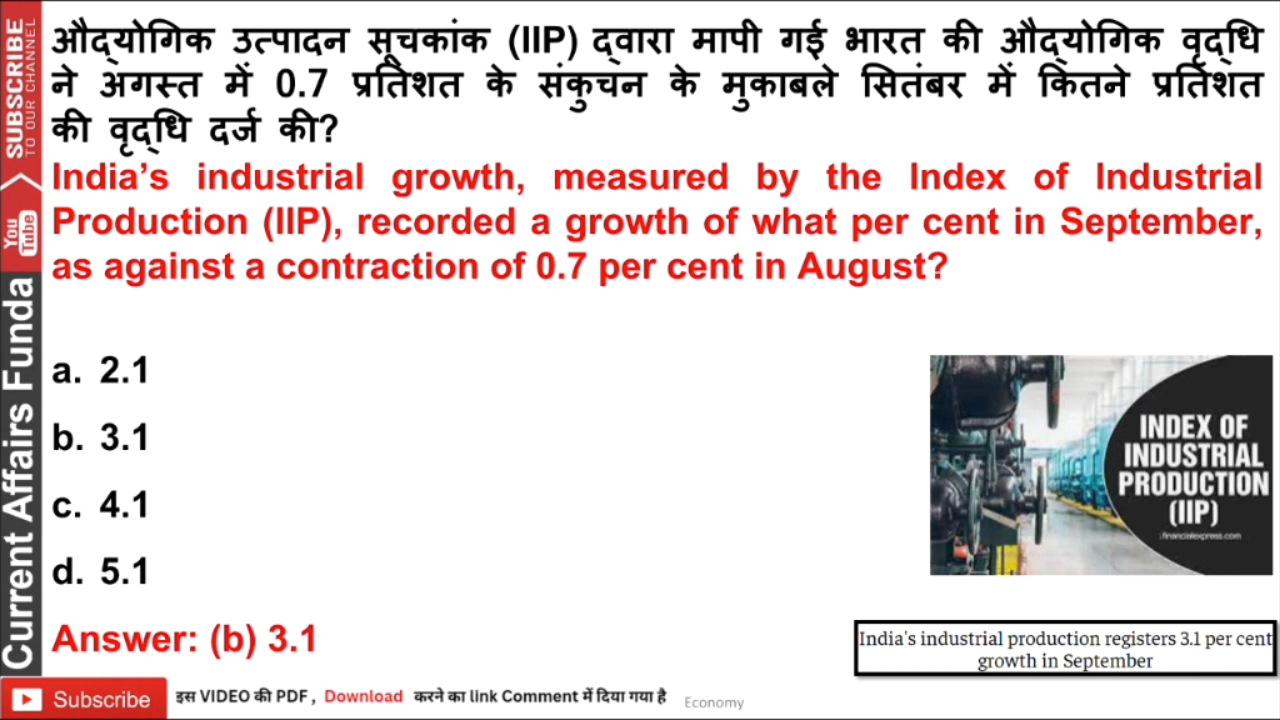 औद्योगिक उत्पादन सूचकांक (IIP) द्वारा मापी गई भारत की औद्योगिक वृद्धि
ने अगस्त में 0.7 प्रतिशत के संकुचन के मुकाबले सितंबर में कितने प्रतिशत
की वृद्धि दर्ज की?
India’s industrial growth, measured by the Index of Industrial
Production (IIP), recorded a growth of what per cent in September,
as against a contraction of 0.7 per cent in August?
a. 2.1
b. 3.1
c. 4.1
d. 5.1
Answer: (b) 3.1
INDEX OF
INDUSTRIAL
PRODUCTION
(IIP)
financialexpress.com
India's industrial production registers 3.1 per cent
growth in September
SUBSCRIBE
TO OUR CHANNEL
You
Tube
Current Affairs Funda
Subscribe
इस VIDEO की PDF , Download करने का link Comment में दिया गया है
Economy